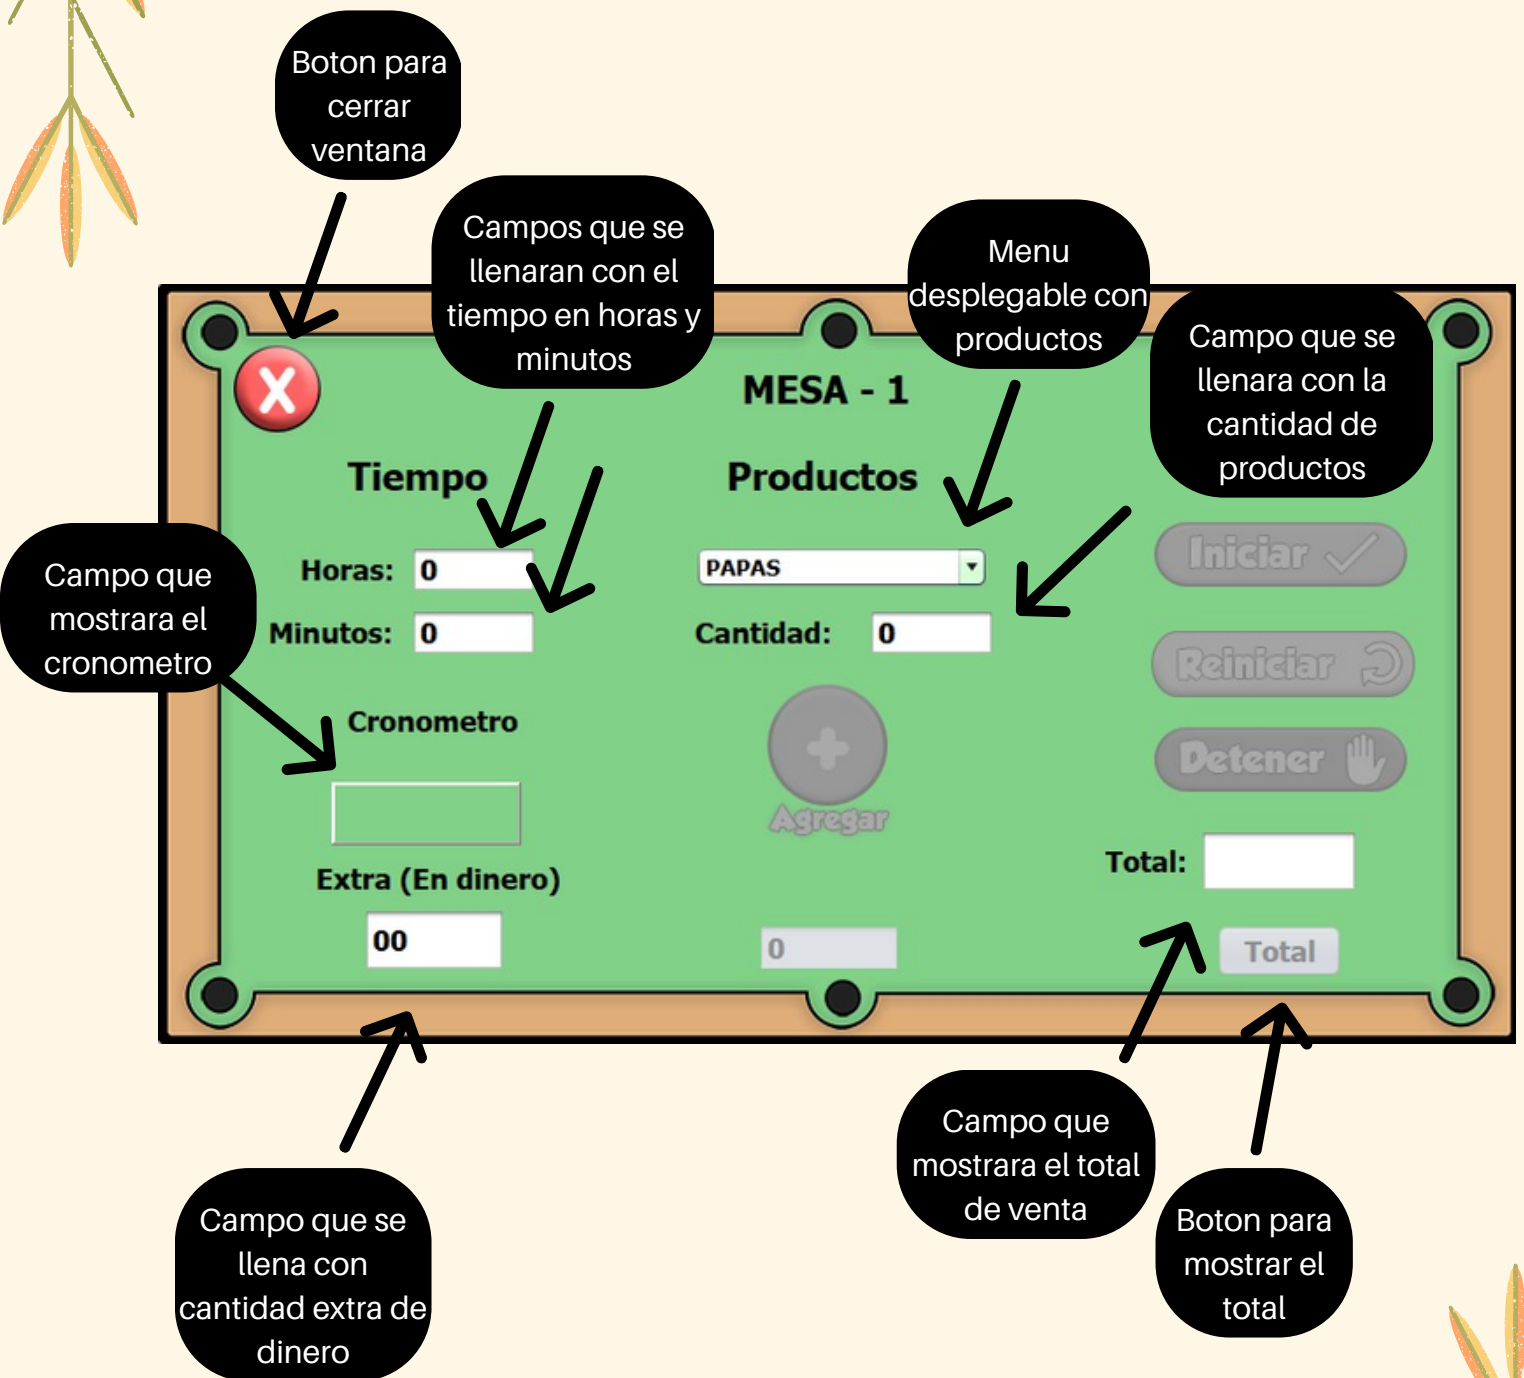 Boton para
cerrar
ventana
Campos que se
llenaran con el
tiempo en horas y
minutos
Menu
desplegable con
productos
Campo que se
llenara con la
cantidad de
productos
X
MESA - 1
Tiempo
Productos
Campo que
mostrara el
cronometro
Horas: 0
PAPAS
Iniciar
Minutos: 0
Cantidad: 0
Reiniciar
Cronometro
Detener
Agregar
Extra (En dinero)
Total:
00
0
Total
Campo que
mostrara el total
de venta
Boton para
mostrar el
total
Campo que se
llena con
cantidad extra de
dinero